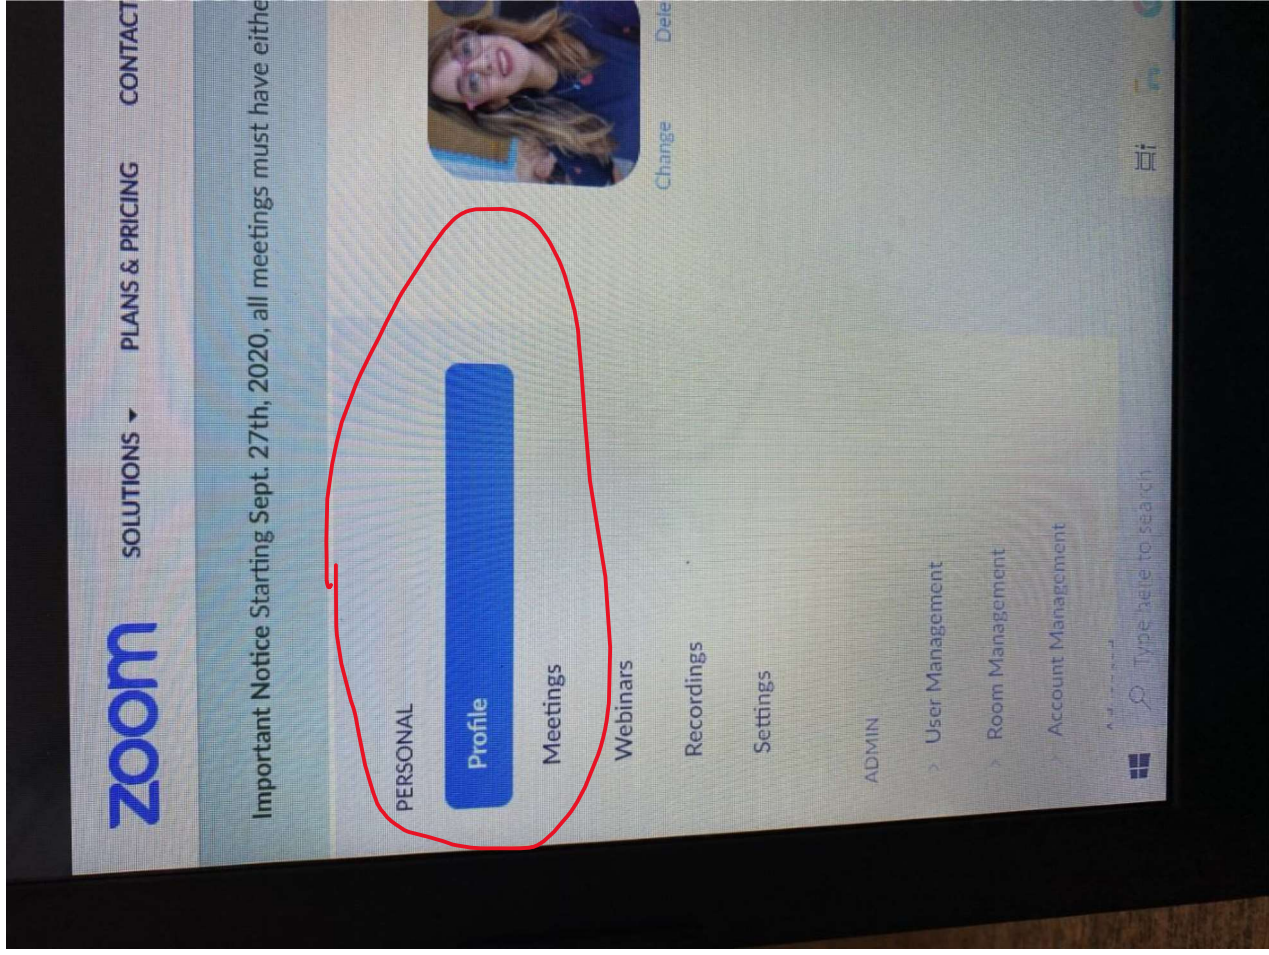 zoom
SOLUTIONS PLANS & PRICING CONTACT
Important Notice Starting Sept. 27th, 2020, all meetings must have eithe
PERSONAL
Profile
Meetings
Webinars
Recordings
Settings
ADMIN
User Management
Room Management
Account Management
Change Dele
Type here to search